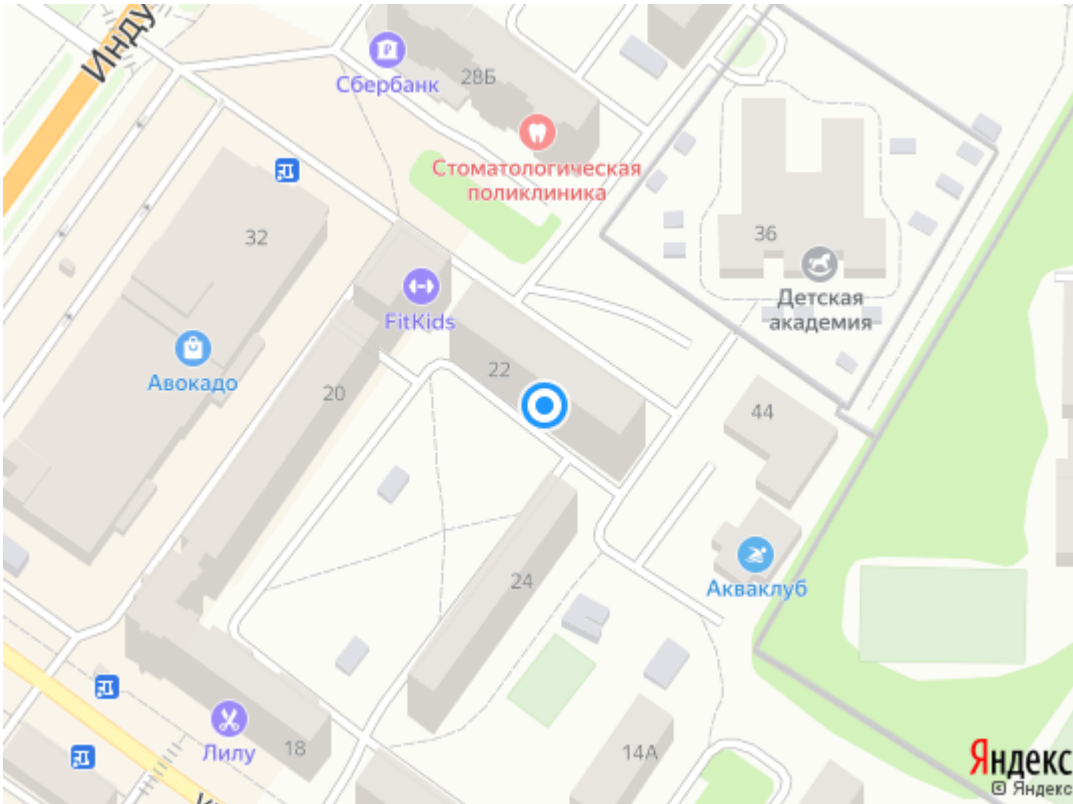 Инду
Сбербанк
28Б
Стоматологическая
поликлиника
32
36
Детская
академия
FitKids
Авокадо
22
20
44
24
Акваклуб
Лилу
18
14А
Яндекс
© Яндекс